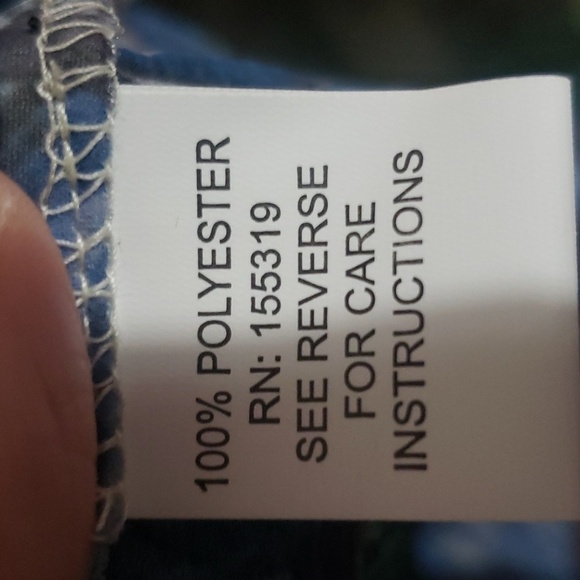 100% POLYESTER
RN: 155319
SEE REVERSE
FOR CARE
INSTRUCTIONS